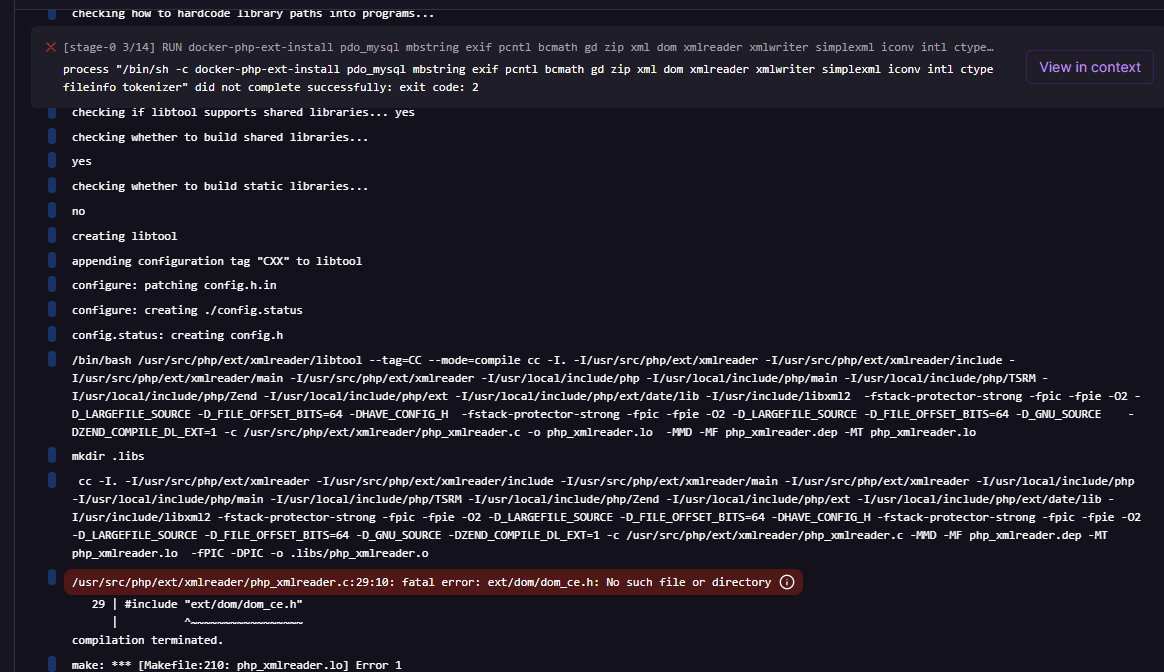 checking how to hardcode library paths into programs...
[stage-0 3/14] RUN docker-php-ext-install pdo_mysql mbstring exif pcntl bcmath gd zip xml dom xmlreader xmlwriter simplexml iconv intl ctype…
process "/bin/sh -c docker-php-ext-install pdo_mysql mbstring exif pcntl bcmath gd zip xml dom xmlreader xmlwriter simplexml iconv intl ctype
fileinfo tokenizer" did not complete successfully: exit code: 2
View in context
checking if libtool supports shared libraries... yes
checking whether to build shared libraries...
yes
checking whether to build static libraries...
no
creating libtool
appending configuration tag "CXX" to libtool
configure: patching config.h.in
configure: creating ./config.status
config.status: creating config.h
/bin/bash /usr/src/php/ext/xmlreader/libtool --tag=CC --mode=compile cc -I. -I/usr/src/php/ext/xmlreader -I/usr/src/php/ext/xmlreader/include -
I/usr/src/php/ext/xmlreader/main -I/usr/src/php/ext/xmlreader -I/usr/local/include/php -I/usr/local/include/php/main -I/usr/local/include/php/TSRM -
I/usr/local/include/php/Zend -I/usr/local/include/php/ext -I/usr/local/include/php/ext/date/lib -I/usr/include/libxml2  -fstack-protector-strong -fpic -fpie -O2 -
D_LARGEFILE_SOURCE -D_FILE_OFFSET_BITS=64 -DHAVE_CONFIG_H  -fstack-protector-strong -fpic -fpie -O2 -D_LARGEFILE_SOURCE -D_FILE_OFFSET_BITS=64 -D_GNU_SOURCE    -
DZEND_COMPILE_DL_EXT=1 -c /usr/src/php/ext/xmlreader/php_xmlreader.c -o php_xmlreader.lo  -MMD -MF php_xmlreader.dep -MT php_xmlreader.lo
mkdir .libs
cc -I. -I/usr/src/php/ext/xmlreader -I/usr/src/php/ext/xmlreader/include -I/usr/src/php/ext/xmlreader/main -I/usr/src/php/ext/xmlreader -I/usr/local/include/php
-I/usr/local/include/php/main -I/usr/local/include/php/TSRM -I/usr/local/include/php/Zend -I/usr/local/include/php/ext -I/usr/local/include/php/ext/date/lib -
I/usr/include/libxml2 -fstack-protector-strong -fpic -fpie -O2 -D_LARGEFILE_SOURCE -D_FILE_OFFSET_BITS=64 -DHAVE_CONFIG_H -fstack-protector-strong -fpic -fpie -O2
-D_LARGEFILE_SOURCE -D_FILE_OFFSET_BITS=64 -D_GNU_SOURCE -DZEND_COMPILE_DL_EXT=1 -c /usr/src/php/ext/xmlreader/php_xmlreader.c -MMD -MF php_xmlreader.dep -MT
php_xmlreader.lo  -fPIC -DPIC -o .libs/php_xmlreader.o
/usr/src/php/ext/xmlreader/php_xmlreader.c:29:10: fatal error: ext/dom/dom_ce.h: No such file or directory
29 | #include "ext/dom/dom_ce.h"
|          ^~~~~~~~~~~~~~~~~~
compilation terminated.
make: *** [Makefile:210: php_xmlreader.lo] Error 1